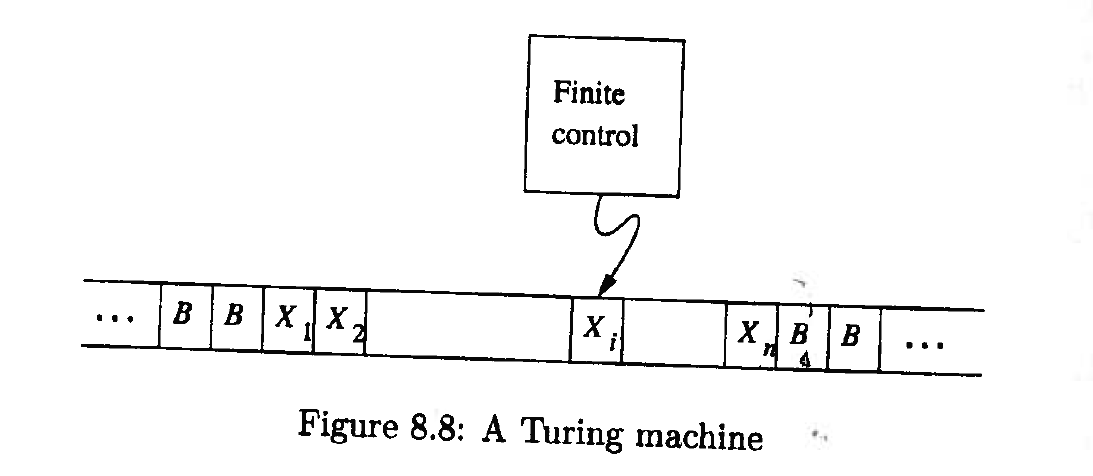 Finite
control
... B B X1 X2 Xi Xn B B ...
Figure 8.8: A Turing machine